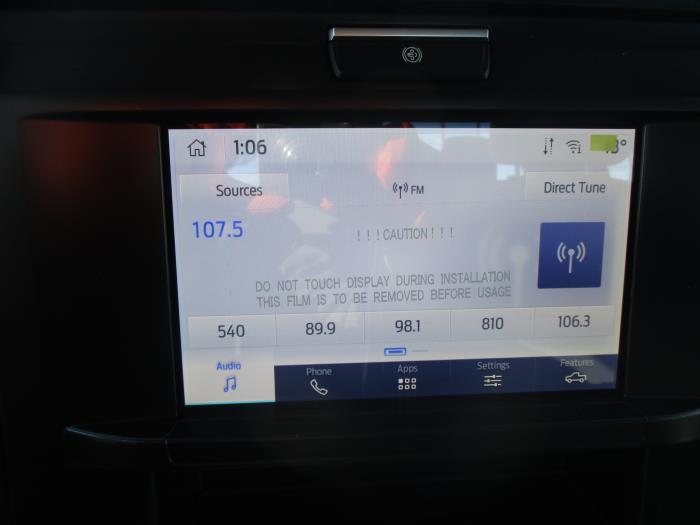 1:06
Sources
FM
Direct Tune
107.5
! ! ! CAUTION ! ! !
DO NOT TOUCH DISPLAY DURING INSTALLATION
THIS FILM IS TO BE REMOVED BEFORE USAGE
540 89.9 98.1 810 106.3
Audio Phone Apps Settings Features